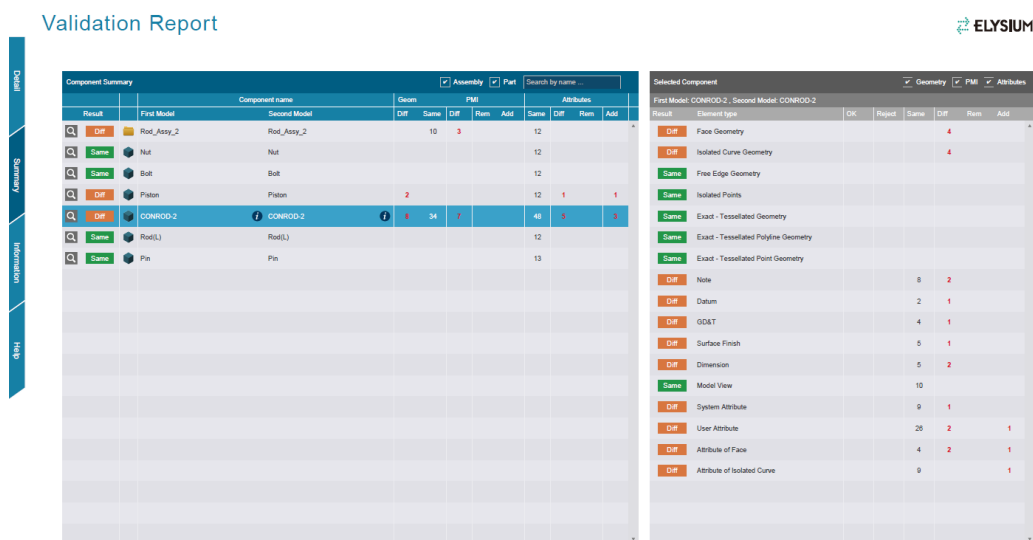 Validation Report
ELYSIUM
Detail
Summary
Information
Help
Component Summary Assembly Part Search by name ...
Component name Geom PMI Attributes
Result First Model Second Model Diff Same Diff Rem Add Same Diff Rem Add
Diff Rod_Assy_2 Rod_Assy_2 10 3 12
Same Nut Nut 12
Same Bolt Bolt 12
Diff Piston Piston 2 12 1 1
Diff CONROD-2 i CONROD-2 i 8 34 7 48 5 3
Same Rod(L) Rod(L) 12
Same Pin Pin 13
Selected Component Geometry PMI Attributes
First Model: CONROD-2 , Second Model: CONROD-2
Result Element type OK Reject Same Diff Rem Add
Diff Face Geometry 4
Diff Isolated Curve Geometry 4
Same Free Edge Geometry
Same Isolated Points
Same Exact - Tessellated Geometry
Same Exact - Tessellated Polyline Geometry
Same Exact - Tessellated Point Geometry
Diff Note 8 2
Diff Datum 2 1
Diff GD&T 4 1
Diff Surface Finish 5 1
Diff Dimension 5 2
Same Model View 10
Diff System Attribute 9 1
Diff User Attribute 26 2 1
Diff Attribute of Face 4 2 1
Diff Attribute of Isolated Curve 9 1